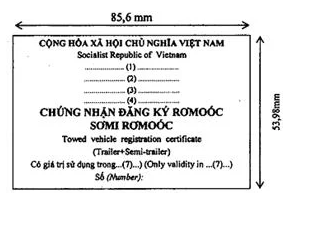 85,6 mm
CỘNG HÒA XÃ HỘI CHỦ NGHĨA VIỆT NAM
Socialist Republic of Vietnam
.................. (1) ..................
.................. (2) ..................
.................. (3) ..................
.................. (4) ..................
CHỨNG NHẬN ĐĂNG KÝ RƠMOÓC
SƠMI RƠMOÓC
Towed vehicle registration certificate
(Trailer+Semi-trailer)
Có giá trị sử dụng trong...(7)...) (Only validity in ...(7)...)
Số (Number):
53,98mm